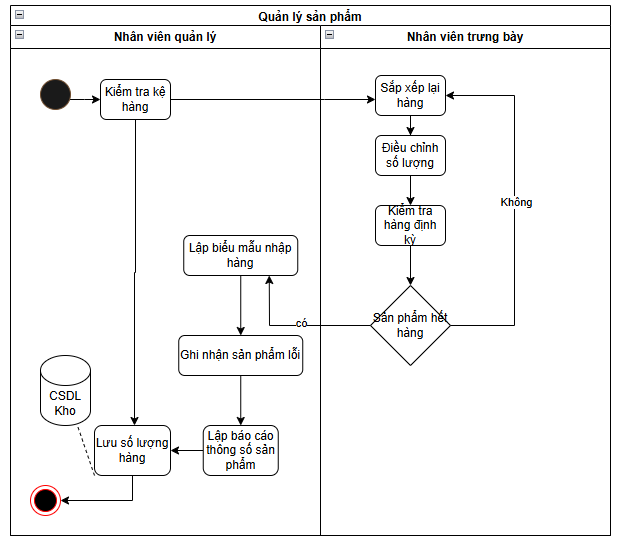 Quản lý sản phẩm
Nhân viên quản lý
Nhân viên trưng bày
Kiểm tra kệ
hàng
Sắp xếp lại
hàng
Điều chỉnh
số lượng
Kiểm tra
hàng định
kỳ
Không
Lập biểu mẫu nhập
hàng
Sản phẩm hết
hàng
có
Ghi nhận sản phẩm lỗi
CSDL
Kho
Lưu số lượng
hàng
Lập báo cáo
thông số sản
phẩm